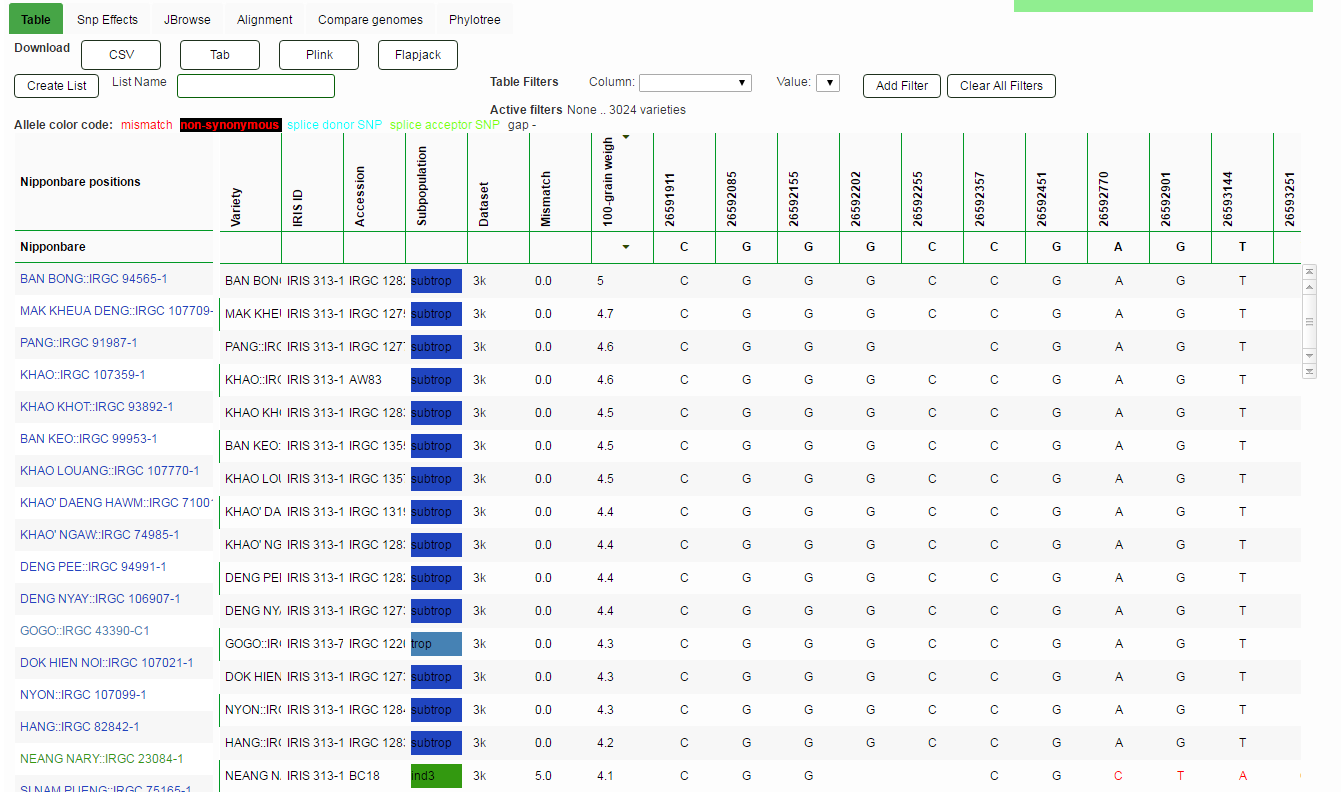 Table Snp Effects JBrowse Alignment Compare genomes Phylotree
Download CSV Tab Plink Flapjack
Create List List Name Table Filters Column: Value: Add Filter Clear All Filters
Active filters None .. 3024 varieties
Allele color code: mismatch non-synonymous splice donor SNP splice acceptor SNP gap -
Nipponbare positions Variety IRIS ID Accession Subpopulation Dataset Mismatch 100-grain weigh 26591911 26592085 26592155 26592202 26592255 26592357 26592451 26592770 26592901 26593144 26593251
Nipponbare C G G G C C G A G T
BAN BONG::IRGC 94565-1 BAN BON IRIS 313-1 IRGC 128 subtrop 3k 0.0 5 C G G G C C G A G T
MAK KHEUA DENG::IRGC 107709- MAK KHE IRIS 313-1 IRGC 127 subtrop 3k 0.0 4.7 C G G G C C G A G T
PANG::IRGC 91987-1 PANG::IRC IRIS 313-1 IRGC 127 subtrop 3k 0.0 4.6 C G G C G A G T
KHAO::IRGC 107359-1 KHAO::IR IRIS 313-1 AW83 subtrop 3k 0.0 4.6 C G G G C C G A G T
KHAO KHOT::IRGC 93892-1 KHAO KH IRIS 313-1 IRGC 128 subtrop 3k 0.0 4.5 C G G G C C G A G T
BAN KEO::IRGC 99953-1 BAN KEO: IRIS 313-1 IRGC 135 subtrop 3k 0.0 4.5 C G G G C C G A G T
KHAO LOUANG::IRGC 107770-1 KHAO LO IRIS 313-1 IRGC 135 subtrop 3k 0.0 4.5 C G G G C C G A G T
KHAO' DAENG HAWM::IRGC 7100 KHAO' DA IRIS 313-1 IRGC 131 subtrop 3k 0.0 4.4 C G G G C C G A G T
KHAO' NGAW::IRGC 74985-1 KHAO' NG IRIS 313-1 IRGC 128 subtrop 3k 0.0 4.4 C G G G C C G A G T
DENG PEE::IRGC 94991-1 DENG PE IRIS 313-1 IRGC 128 subtrop 3k 0.0 4.4 C G G G C C G A G T
DENG NYAY::IRGC 106907-1 DENG NY IRIS 313-1 IRGC 127 subtrop 3k 0.0 4.4 C G G G C C G A G T
GOGO::IRGC 43390-C1 GOGO::IR IRIS 313-7 IRGC 122 trop 3k 0.0 4.3 C G G G C C G A G T
DOK HIEN NOI::IRGC 107021-1 DOK HIEN IRIS 313-1 IRGC 127 subtrop 3k 0.0 4.3 C G G G C C G A G T
NYON::IRGC 107099-1 NYON::IR IRIS 313-1 IRGC 128 subtrop 3k 0.0 4.3 C G G G C C G A G T
HANG::IRGC 82842-1 HANG::IR IRIS 313-1 IRGC 128 subtrop 3k 0.0 4.2 C G G G C C G A G T
NEANG NARY::IRGC 23084-1 NEANG N. IRIS 313-1 BC18 ind3 3k 5.0 4.1 C G G C G C T A
SI NAM PUENG::IRGC 75165-1